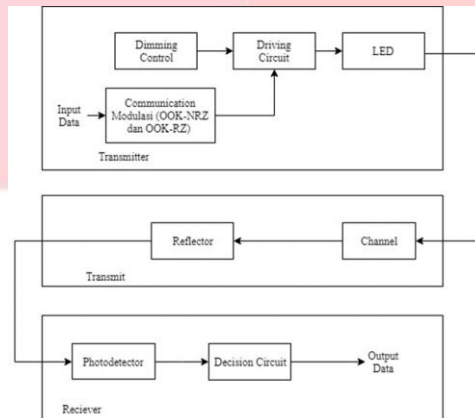 Dimming
Control
Driving
Circuit
LED
Input
Data
Communication
Modulasi (OOK-NRZ
dan OOK-RZ)
Transmitter
Reflector
Channel
Transmit
Photodetector
Decision Circuit
Output
Data
Reciever